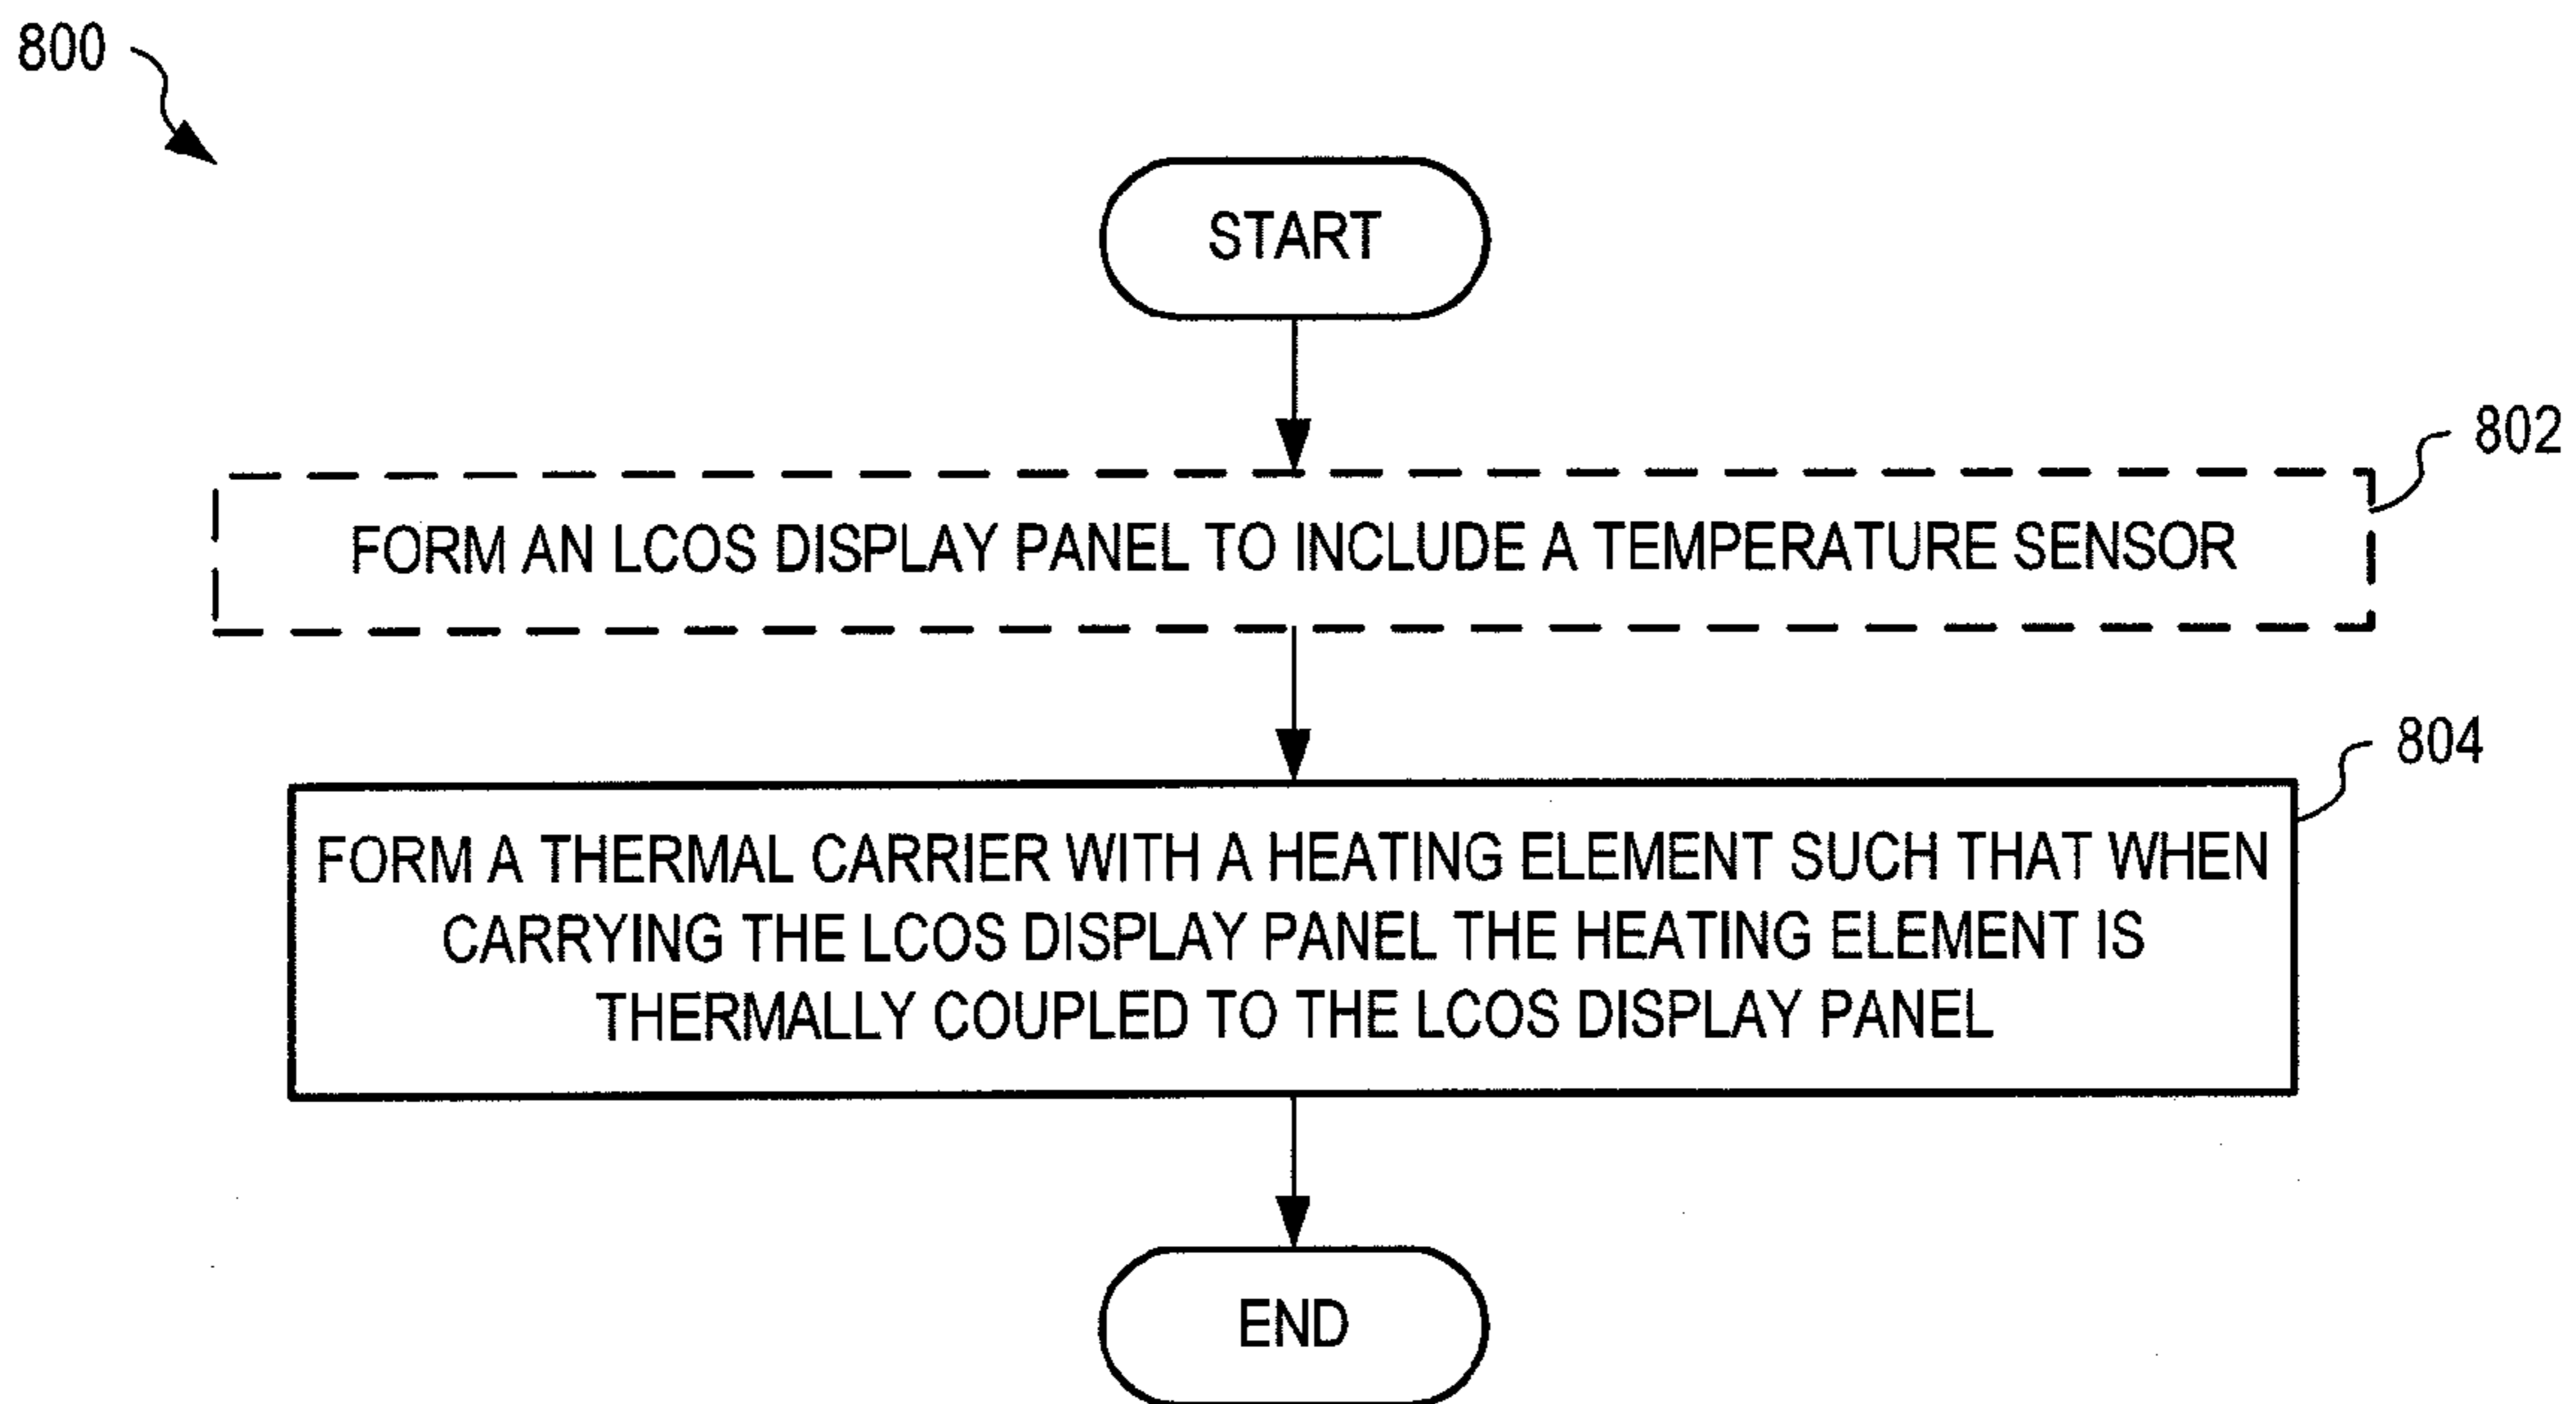 800
START
802
FORM AN LCOS DISPLAY PANEL TO INCLUDE A TEMPERATURE SENSOR
804
FORM A THERMAL CARRIER WITH A HEATING ELEMENT SUCH THAT WHEN
CARRYING THE LCOS DISPLAY PANEL THE HEATING ELEMENT IS
THERMALLY COUPLED TO THE LCOS DISPLAY PANEL
END